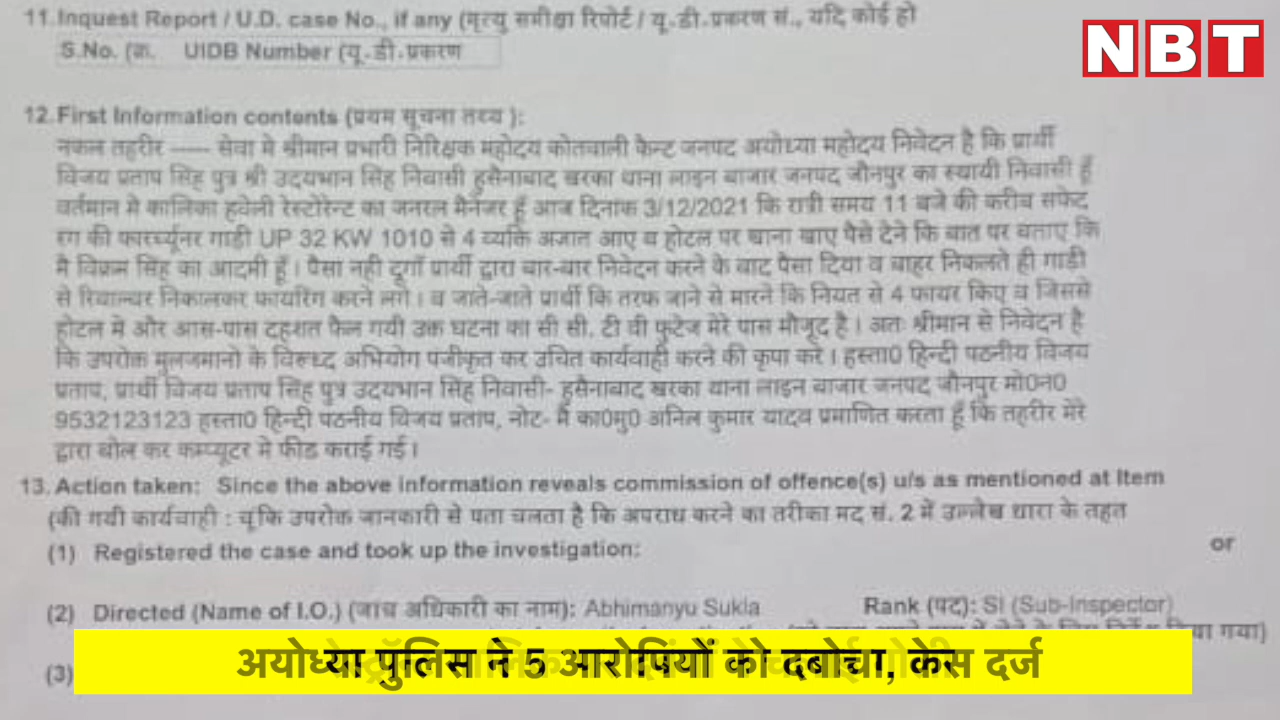 11. Inquest Report / U.D. case No., if any (मृत्यु समीक्षा रिपोर्ट / यू.डी.प्रकरण सं., यदि कोई हो
NBT
S.No. (क्र. UIDB Number (यू.डी.प्रकरण
12. First Information contents (प्रथम सूचना तथ्य ):
नकल तहरीर ----- सेवा मे श्रीमान प्रभारी निरिक्षक महोदय कोतवाली कैन्ट जनपद अयोध्या महोदय निवेदन है कि प्रार्थी
विजय प्रताप सिंह पुत्र श्री उदयभान सिंह निवासी हुसैनाबाद खरका थाना लाइन बाजार जनपद जौनपुर का स्थायी निवासी हूँ
वर्तमान मे कालिका हवेली रेस्टोरेन्ट का जनरल मैनेजर हूँ आज दिनांक 3/12/2021 कि रात्री समय 11 बजे की करीब सफेद
रंग की फारर्च्यूनर गाडी UP 32 KW 1010 से 4 व्यक्ति अज्ञात आए व होटल पर खाना खाए पैसे देने कि बात पर बताए कि
मै विक्रम सिंह का आदमी हूँ । पैसा नही दूगाँ प्रार्थी द्वारा बार-बार निवेदन करने के बाद पैसा दिया व बाहर निकलते ही गाडी
से रिवाल्वर निकालकर फायरिंग करने लगे । व जाते-जाते प्रार्थी कि तरफ जाने से मारने कि नियत से 4 फायर किए व जिससे
होटल मे और आस-पास दहशत फैल गयी उक्त घटना का सी सी. टी वी फुटेज मेरे पास मौजूद है । अतः श्रीमान से निवेदन है
कि उपरोक्त मुलजमानो के विरूध्द अभियोग पंजीकृत कर उचित कार्यवाही करने की कृपा करे । हस्ता0 हिन्दी पठनीय विजय
प्रताप, प्रार्थी विजय प्रताप सिंह पुत्र उदयभान सिंह निवासी- हुसैनाबाद खरका थाना लाइन बाजार जनपद जौनपुर मो0न0
9532123123 हस्ता0 हिन्दी पठनीय विजय प्रताप, नोट- मैं का0मु0 अनिल कुमार यादव प्रमाणित करता हूँ कि तहरीर मेरे
द्वारा बोल कर कम्प्यूटर मे फीड कराई गई ।
13. Action taken: Since the above information reveals commission of offence(s) u/s as mentioned at Item
(की गयी कार्यवाही : चूंकि उपरोक्त जानकारी से पता चलता है कि अपराध करने का तरीका मद सं. 2 में उल्लेख धारा के तहत
(1) Registered the case and took up the investigation: or
(2) Directed (Name of I.O.) (जांच अधिकारी का नाम): Abhimanyu Sukla Rank (पद): SI (Sub-Inspector)
गया)
अयोध्या पुलिस ने 5 आरोपियों को दबोचा, केस दर्ज
(3)